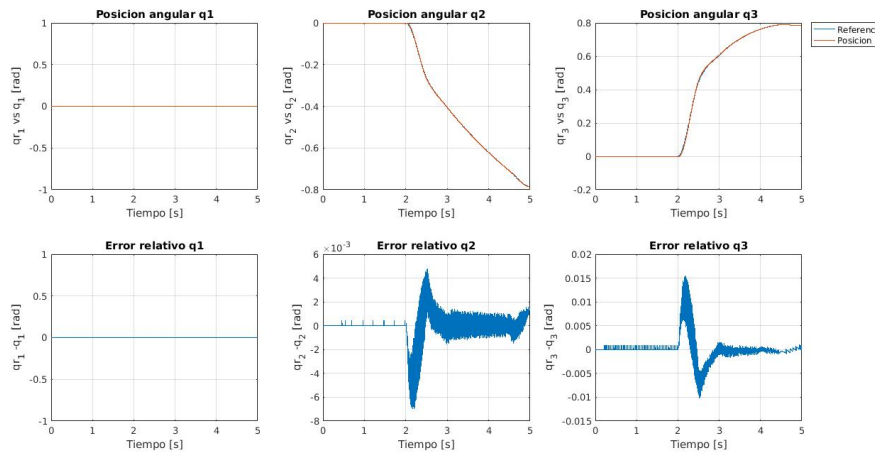 Posicion angular q1
qr1 vs q1 [rad]
1
0.5
0
-0.5
-1
0 1 2 3 4 5
Tiempo [s]
Posicion angular q2
qr2 vs q2 [rad]
0
-0.2
-0.4
-0.6
-0.8
0 1 2 3 4 5
Tiempo [s]
Posicion angular q3
qr3 vs q3 [rad]
0.8
0.6
0.4
0.2
0
-0.2
0 1 2 3 4 5
Tiempo [s]
Referenc
Posicion
Error relativo q1
qr1 -q1 [rad]
1
0.5
0
-0.5
-1
0 1 2 3 4 5
Tiempo [s]
Error relativo q2
×10-3
qr2 -q2 [rad]
6
4
2
0
-2
-4
-6
-8
0 1 2 3 4 5
Tiempo [s]
Error relativo q3
qr3 -q3 [rad]
0.02
0.015
0.01
0.005
0
-0.005
-0.01
-0.015
0 1 2 3 4 5
Tiempo [s]